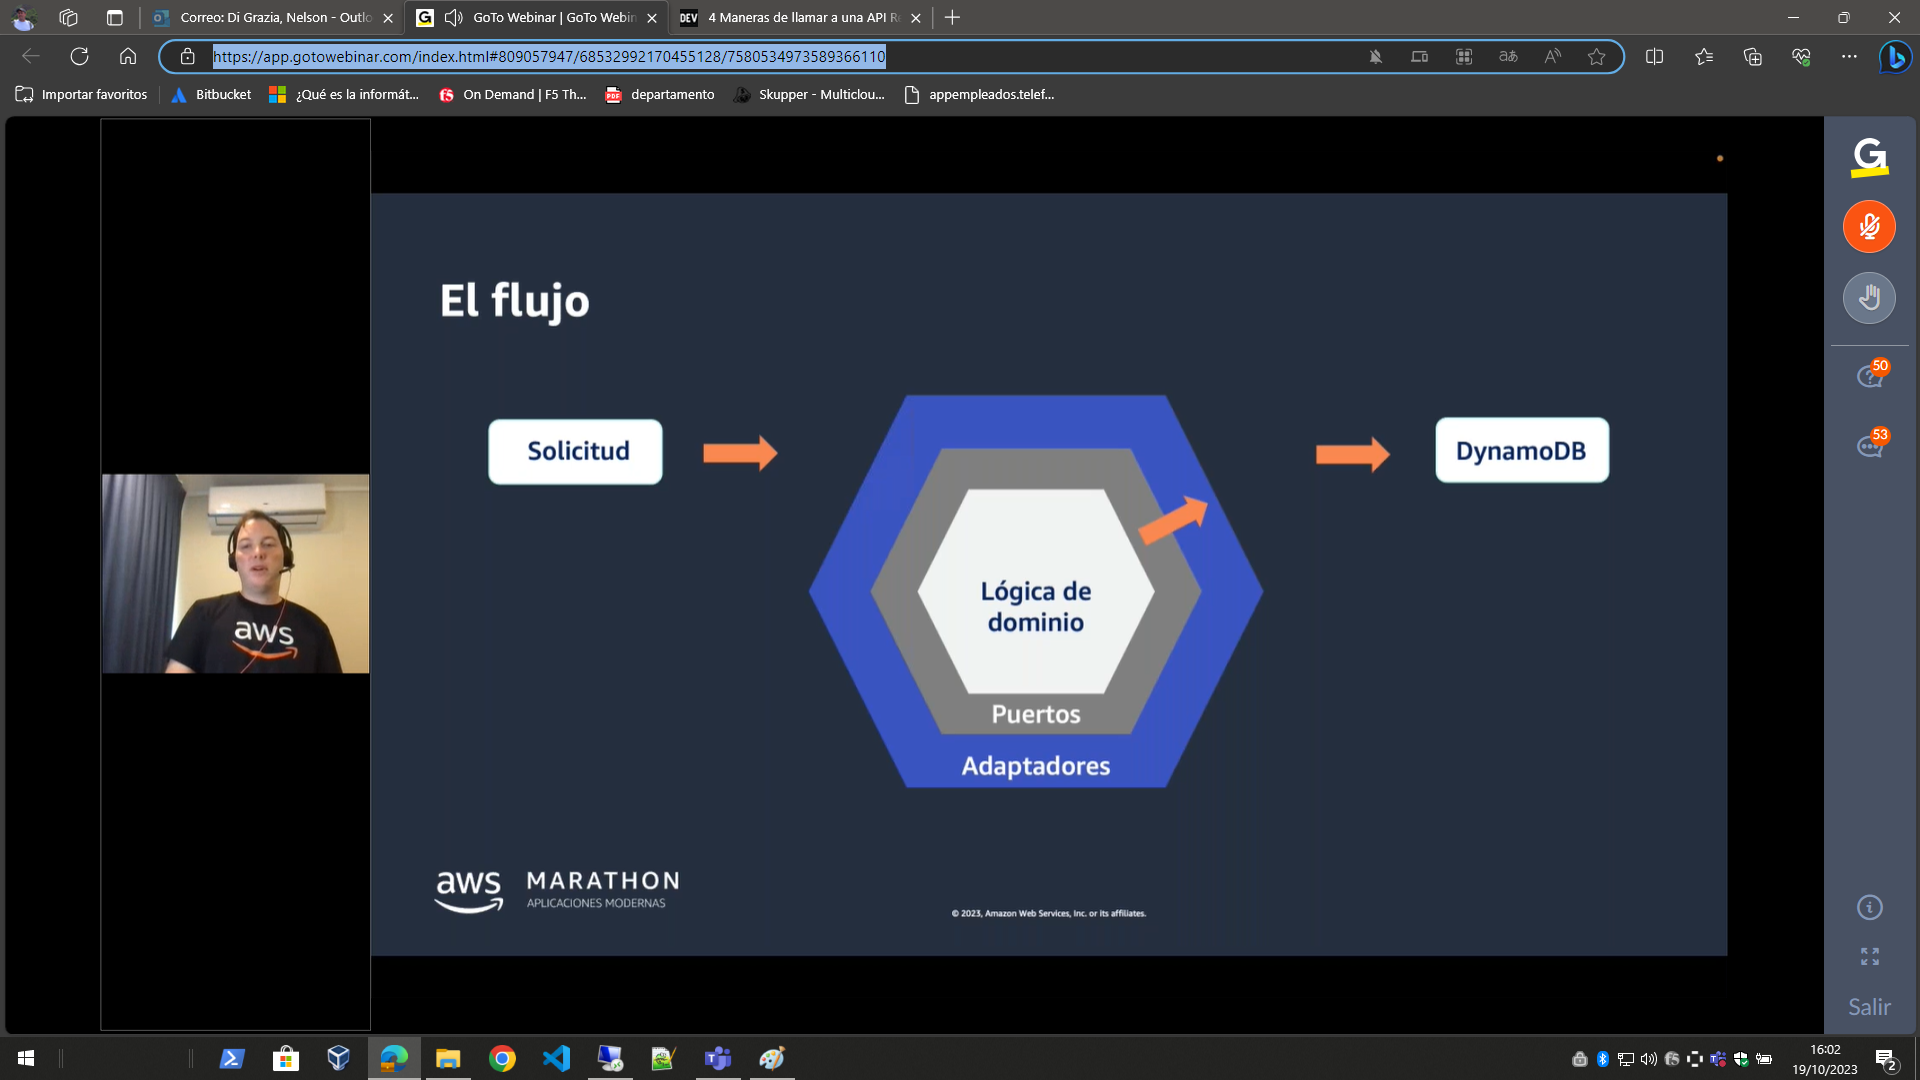 Correo: Di Grazia, Nelson - Outlo
GoTo Webinar | GoTo Webin
DEV
4 Maneras de llamar a una API Re
https://app.gotowebinar.com/index.html#809057947/68532992170455128/7580534973589366110
Importar favoritos
Bitbucket
¿Qué es la informát...
On Demand | F5 Th...
departamento
Skupper - Multiclou...
appempleados.telef...
El flujo
Solicitud
DynamoDB
Lógica de
dominio
Puertos
Adaptadores
aws
aws
MARATHON
APLICACIONES MODERNAS
© 2023, Amazon Web Services, Inc. or its affiliates.
G
50
53
Salir
16:02
19/10/2023
2